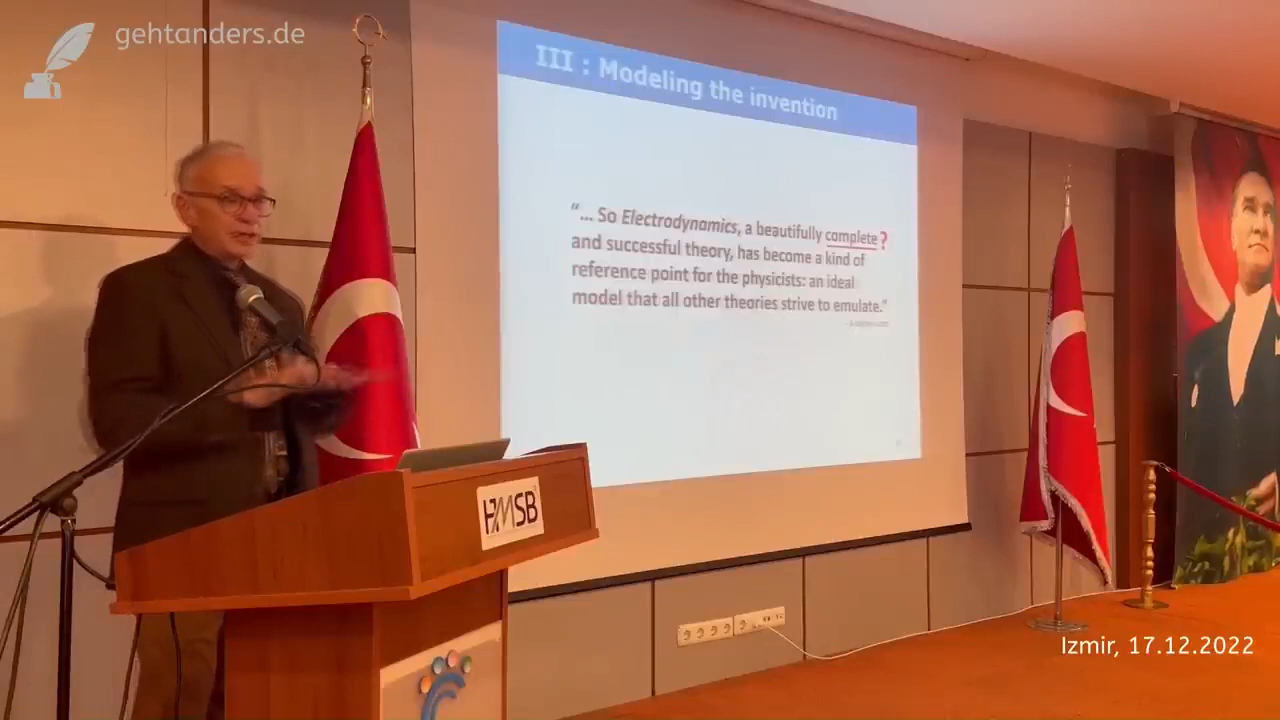 gehtanders.de
III : Modeling the invention
"... So Electrodynamics, a beautifully complete ?
and successful theory, has become a kind of
reference point for the physicists: an ideal
model that all other theories strive to emulate."
HMSB
Izmir, 17.12.2022